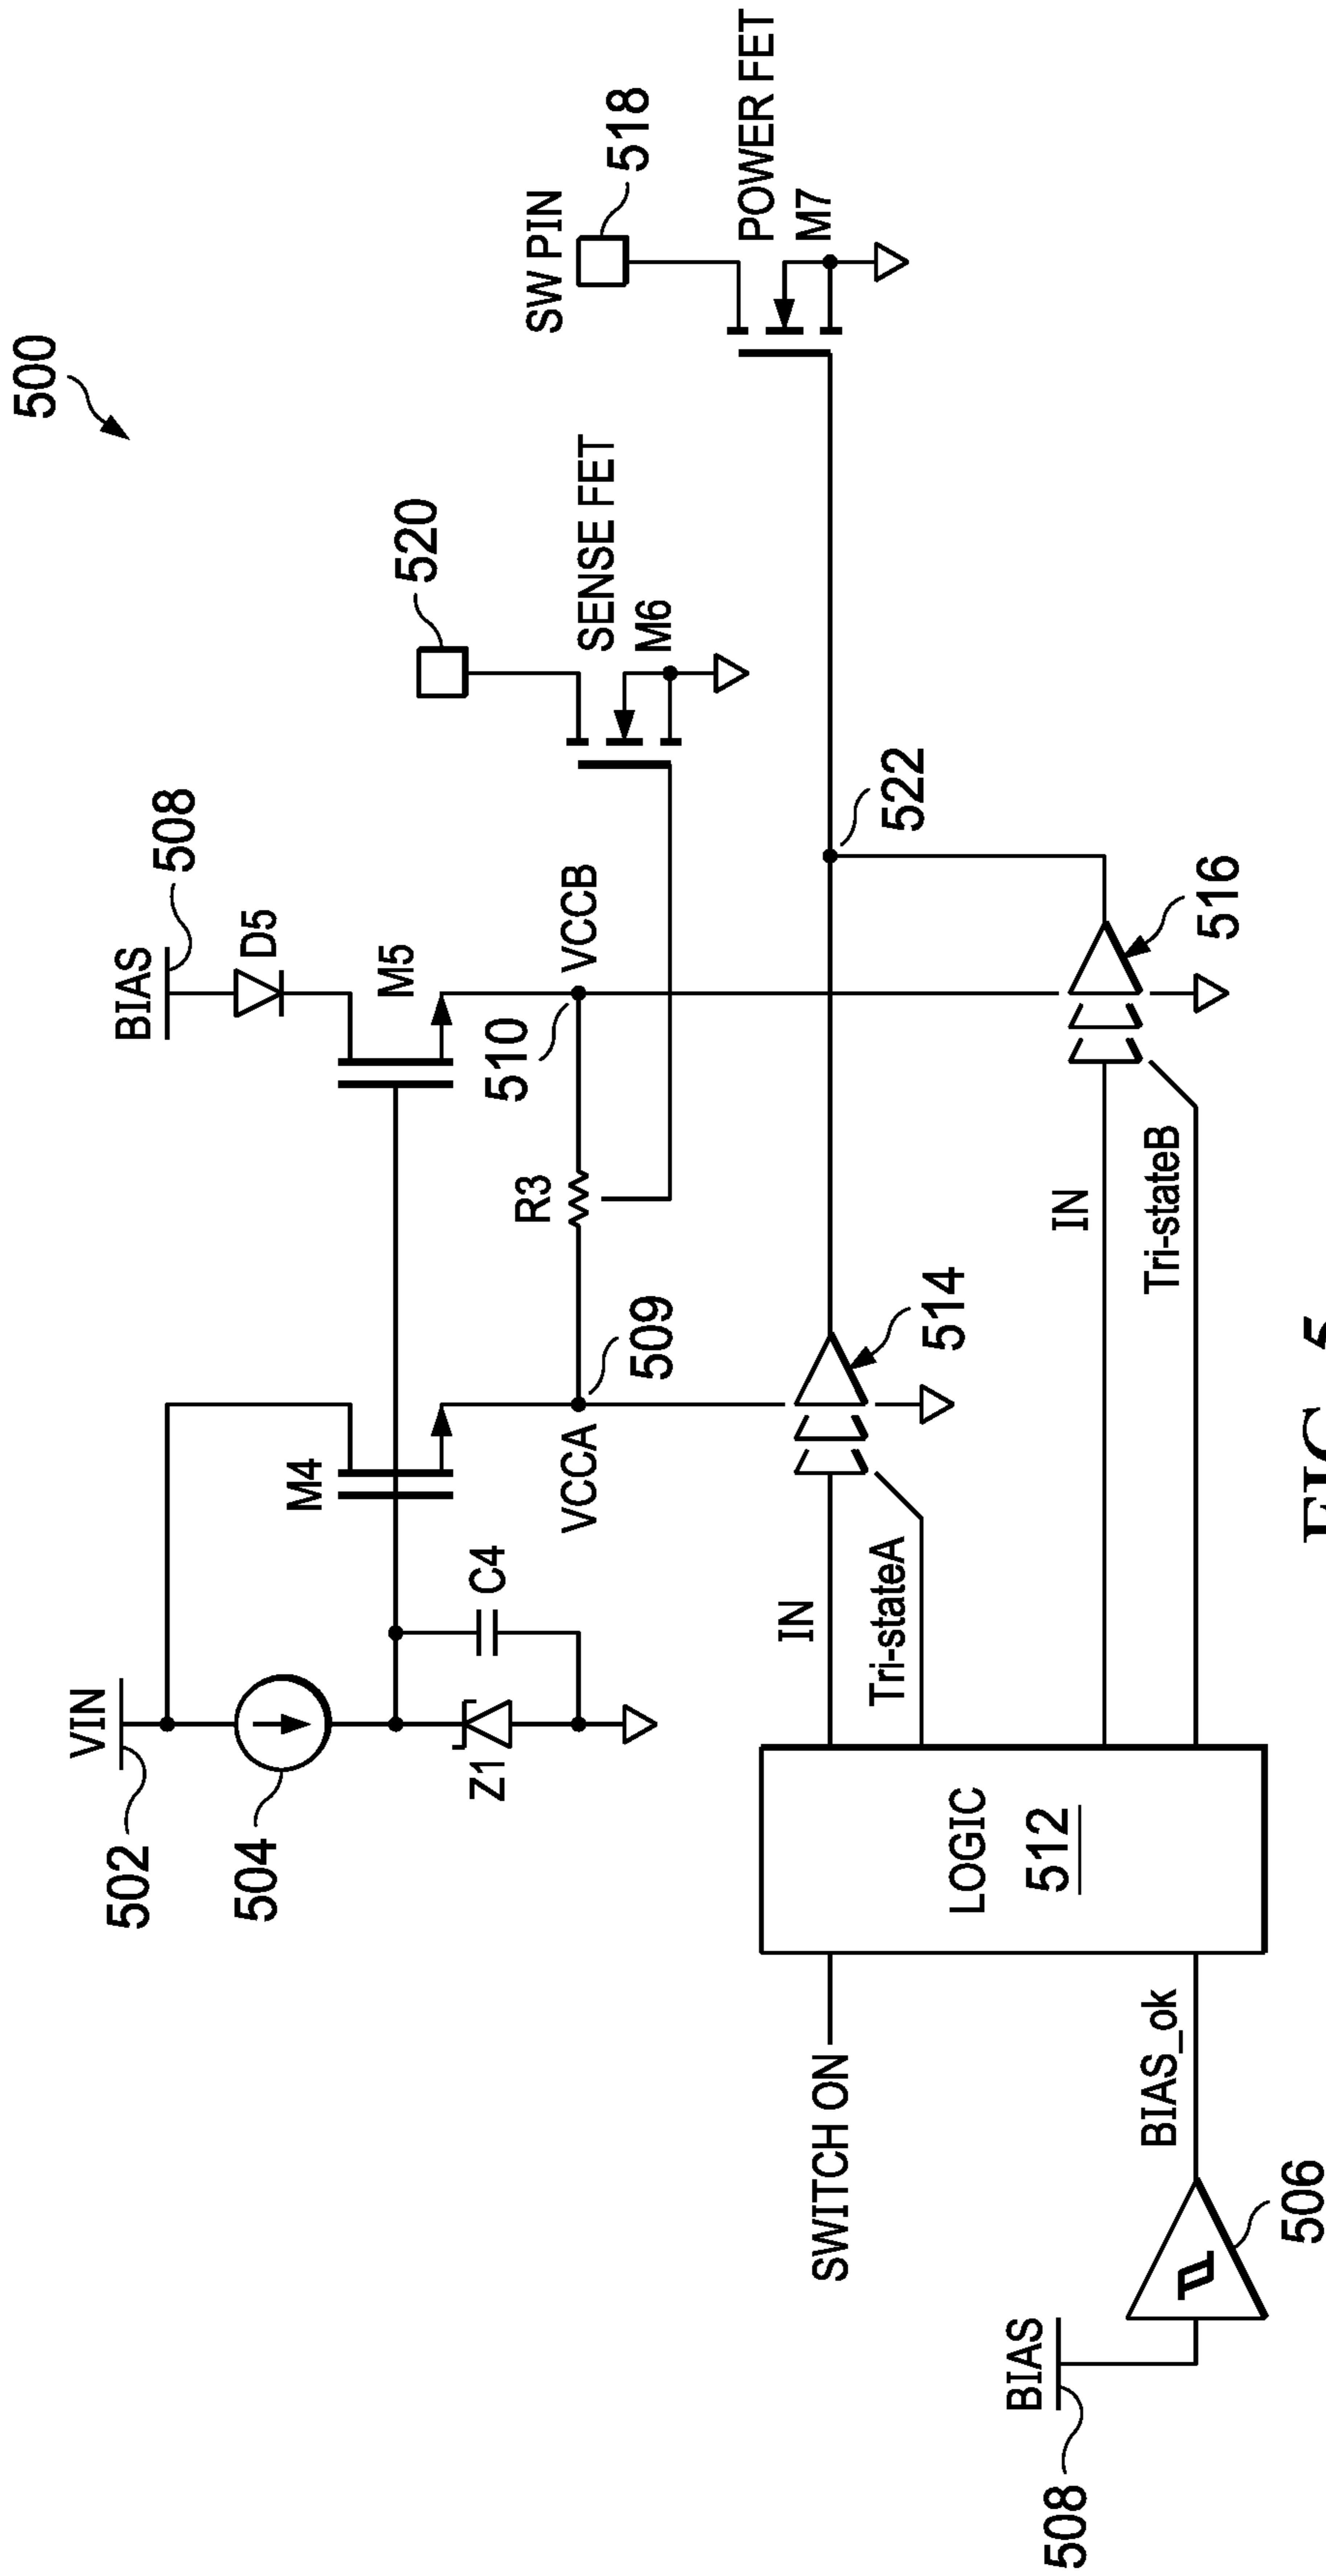 500
VIN
502
BIAS
508
504
D5
M4
M5
520
Z1
C4
510
R3
SW PIN
518
VCCA
VCCB
SENSE FET
M6
509
POWER FET
M7
IN
SWITCH ON
Tri-stateA
522
514
LOGIC
512
BIAS
508
IN
BIAS_ok
Tri-stateB
516
506